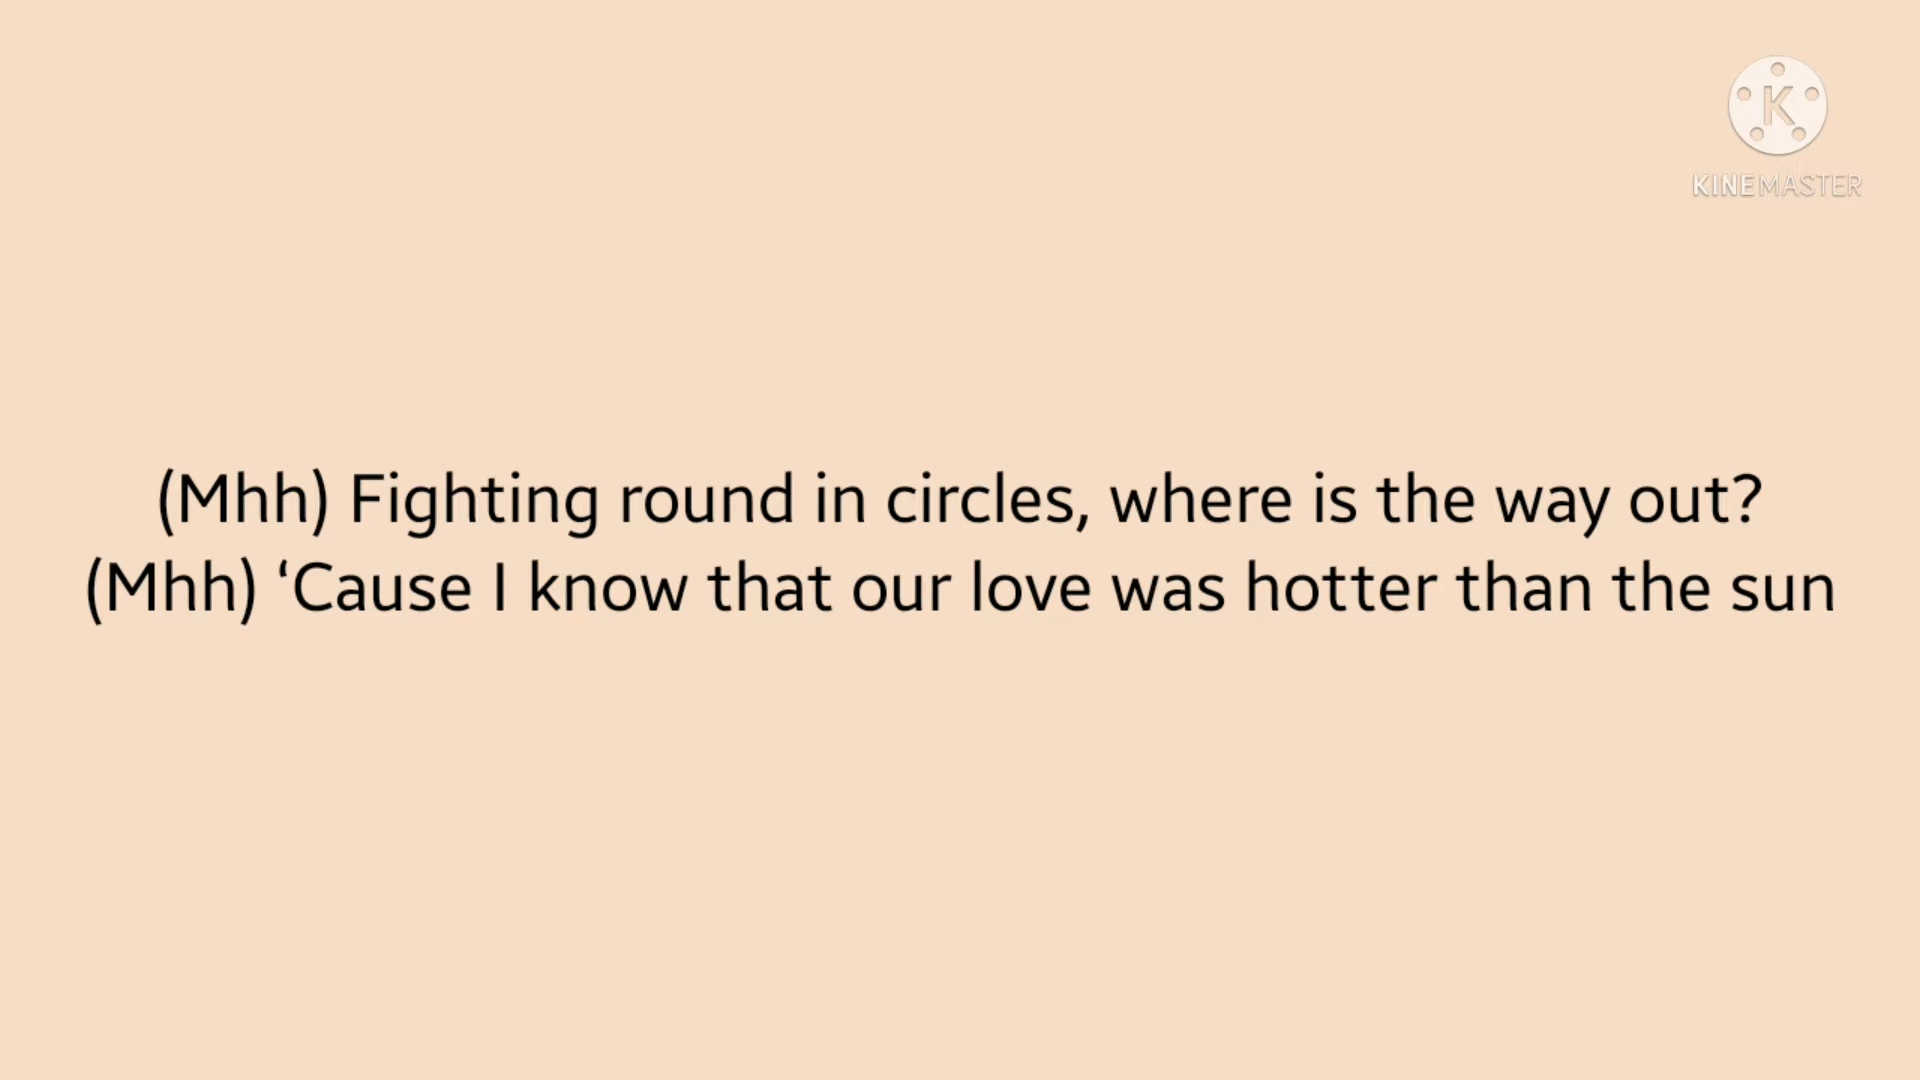 K
KINEMASTER
(Mhh) Fighting round in circles, where is the way out?
(Mhh) ‘Cause I know that our love was hotter than the sun